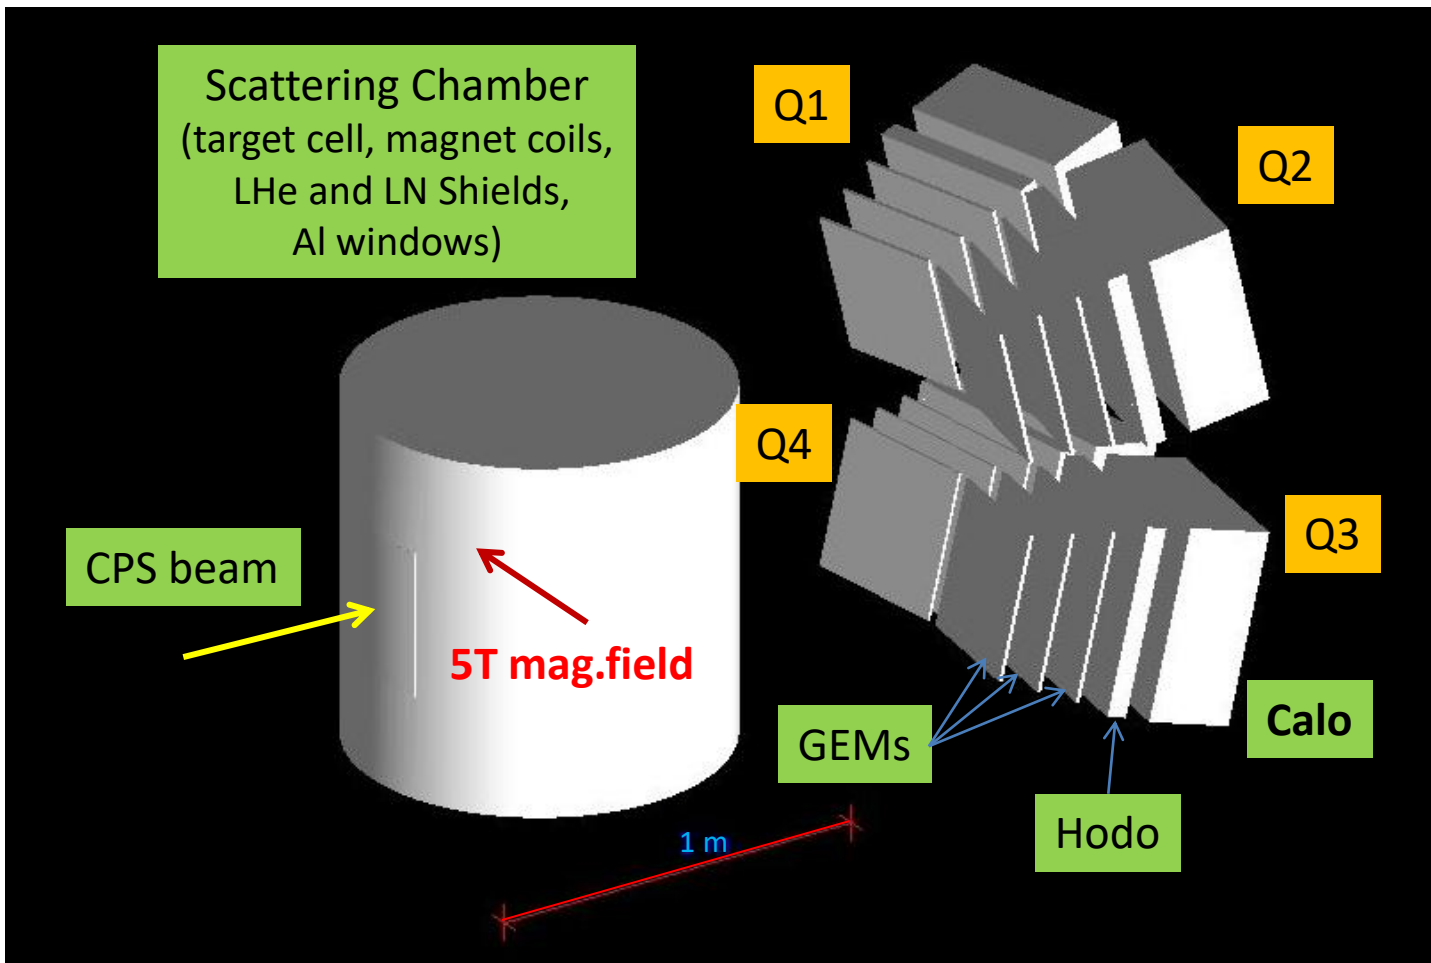 Scattering Chamber
(target cell, magnet coils,
LHe and LN Shields,
Al windows)
Q1
Q2
Q4
Q3
CPS beam
5T mag.field
GEMs
Calo
Hodo
1 m